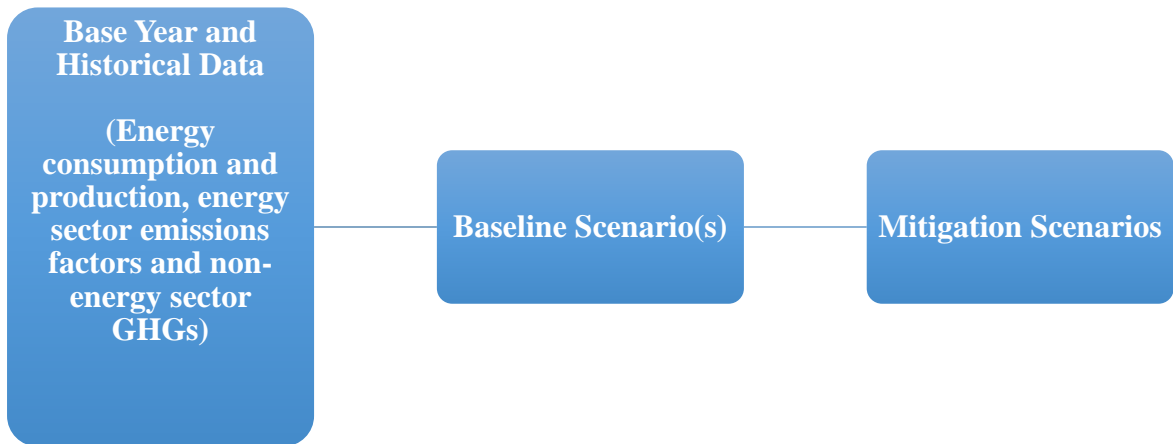 Base Year and
Historical Data
(Energy
consumption and
production, energy
sector emissions
factors and non-
energy sector
GHGs)
Baseline Scenario(s)
Mitigation Scenarios